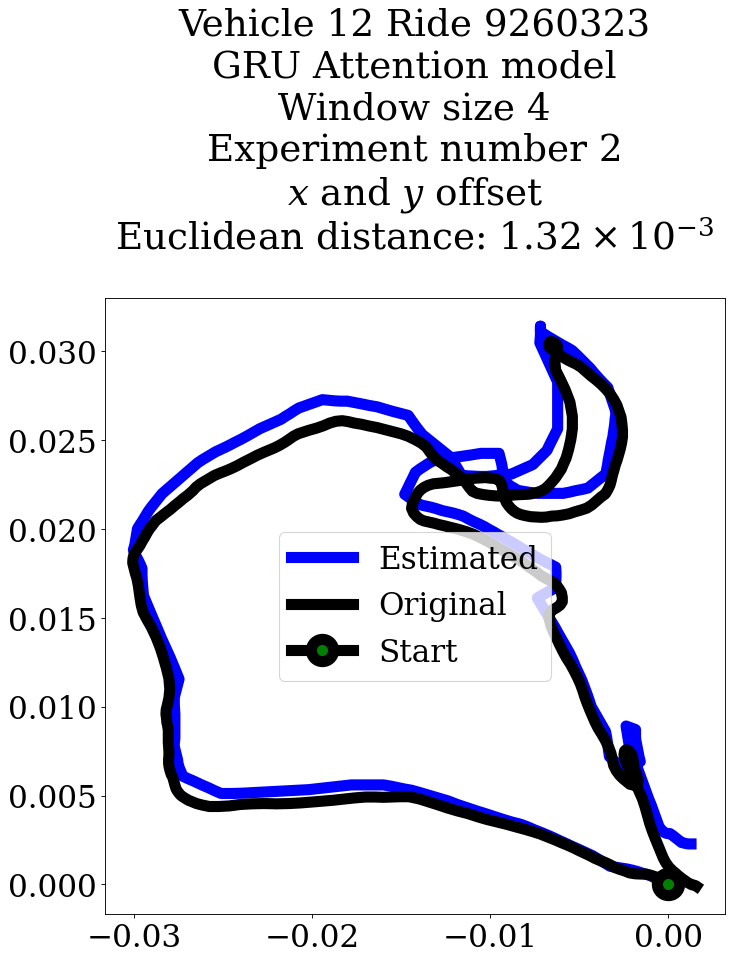 Vehicle 12 Ride 9260323
GRU Attention model
Window size 4
Experiment number 2
x and y offset
Euclidean distance: 1.32 × 10⁻³
0.030
0.025
0.020
0.015
0.010
0.005
0.000
Estimated
Original
Start
−0.03 −0.02 −0.01 0.00